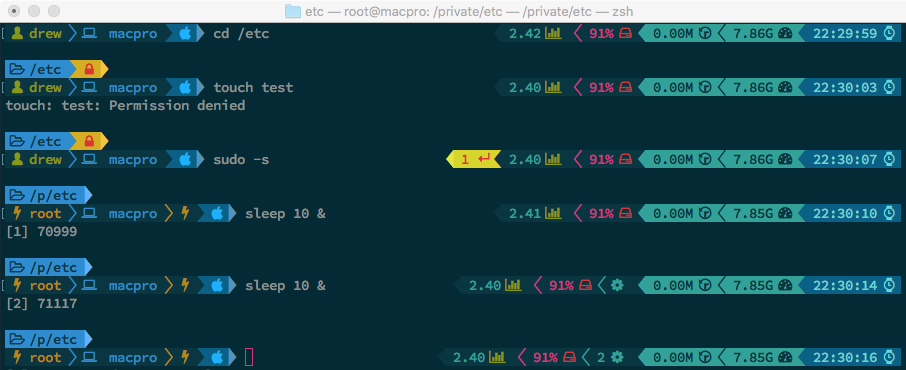 etc — root@macpro: /private/etc — /private/etc — zsh
drew macpro cd /etc 2.42 91% 0.00M 7.86G 22:29:59
/etc
drew macpro touch test 2.40 91% 0.00M 7.86G 22:30:03
touch: test: Permission denied
/etc
drew macpro sudo -s 1 2.40 91% 0.00M 7.86G 22:30:07
/p/etc
root macpro sleep 10 & 2.41 91% 0.00M 7.85G 22:30:10
[1] 70999
/p/etc
root macpro sleep 10 & 2.40 91% 0.00M 7.85G 22:30:14
[2] 71117
/p/etc
root macpro 2.40 91% 2 0.00M 7.85G 22:30:16